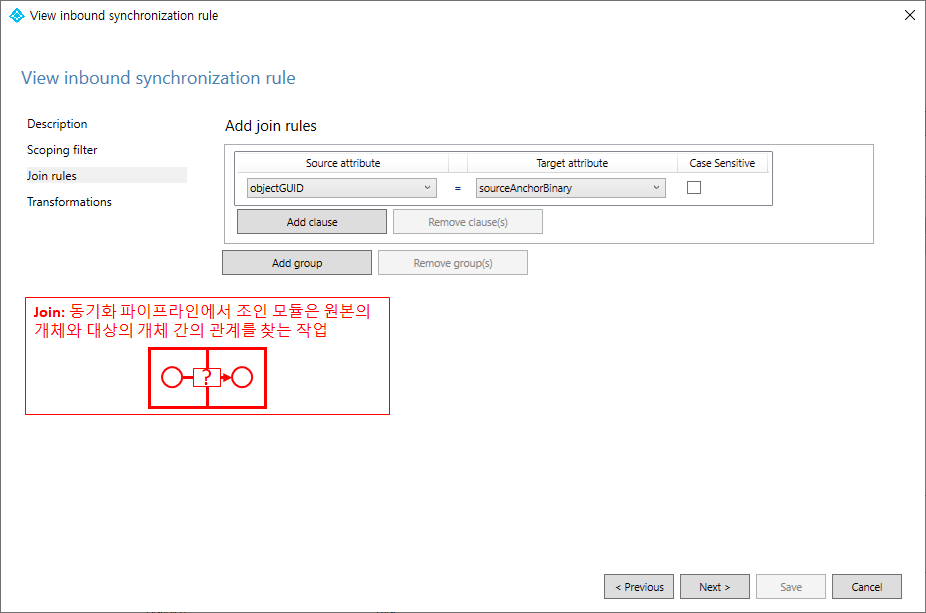 View inbound synchronization rule
View inbound synchronization rule
Description
Scoping filter
Join rules
Transformations
Add join rules
Source attribute Target attribute Case Sensitive
objectGUID = sourceAnchorBinary
Add clause Remove clause(s)
Add group Remove group(s)
Join: 동기화 파이프라인에서 조인 모듈은 원본의
개체와 대상의 개체 간의 관계를 찾는 작업
?
< Previous Next > Save Cancel